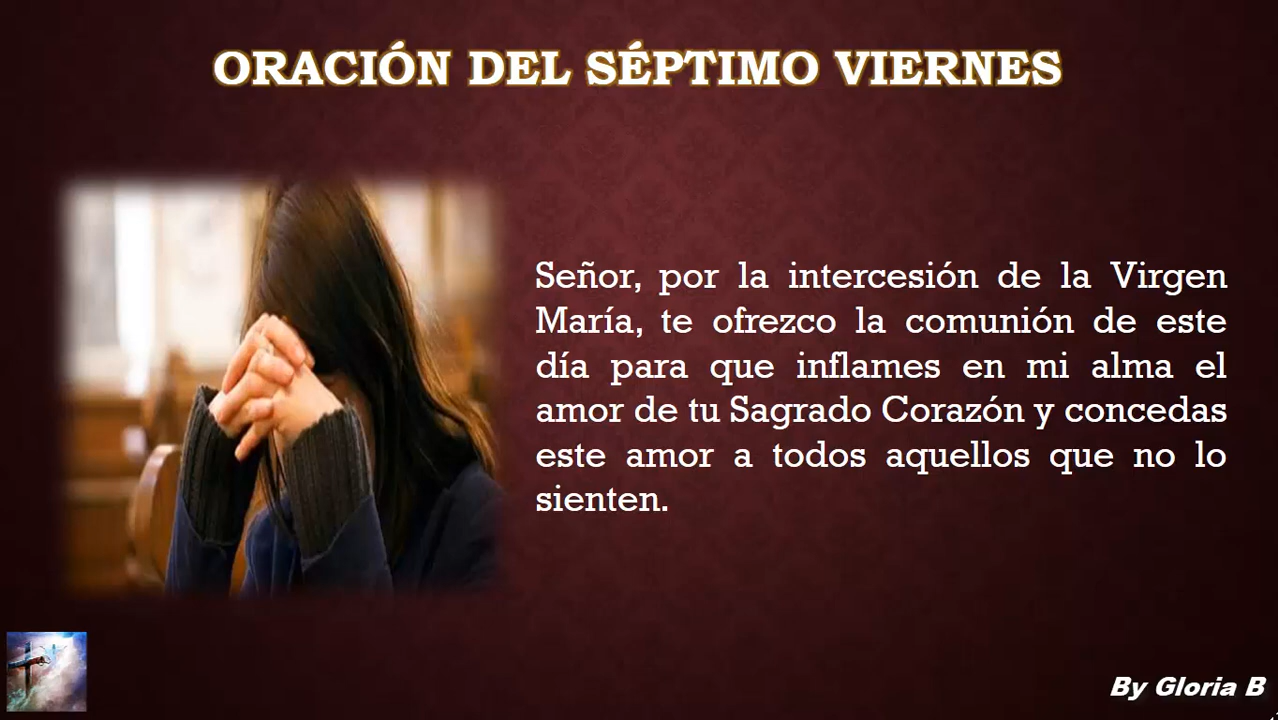 ORACIÓN DEL SÉPTIMO VIERNES
Señor, por la intercesión de la Virgen
María, te ofrezco la comunión de este
día para que inflames en mi alma el
amor de tu Sagrado Corazón y concedas
este amor a todos aquellos que no lo
sienten.
By Gloria B